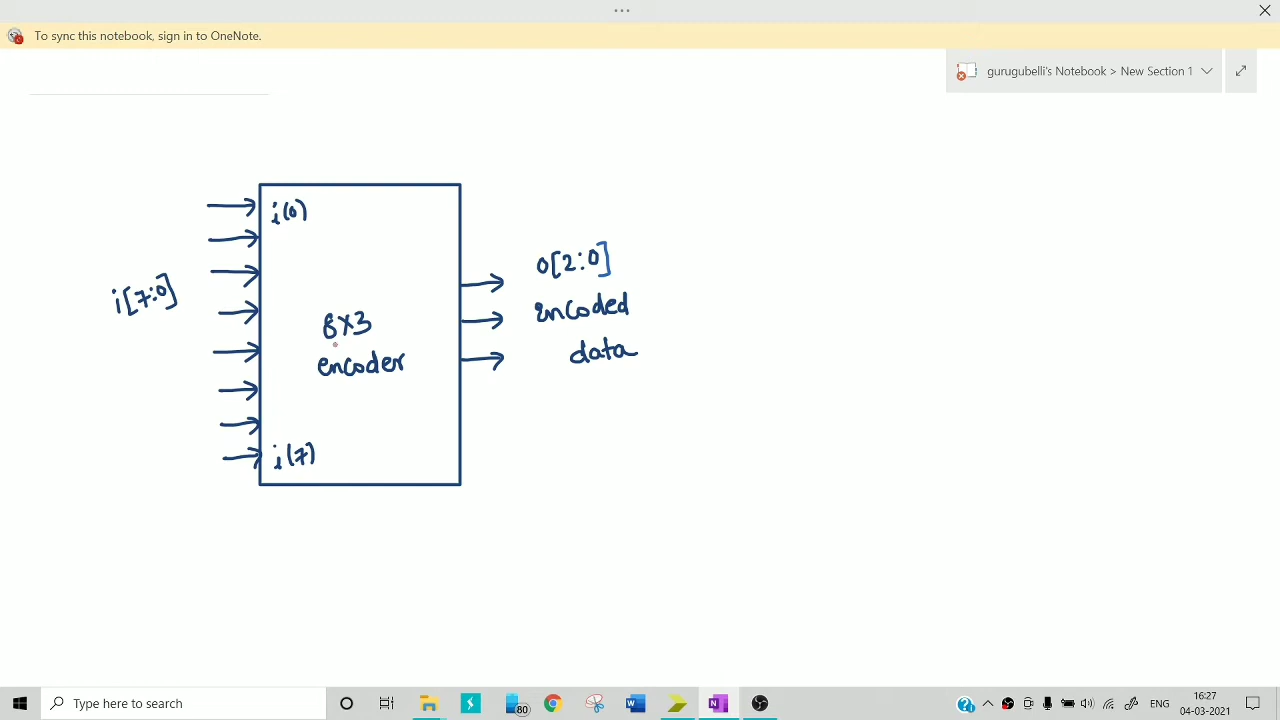 To sync this notebook, sign in to OneNote.
gurugubelli's Notebook > New Section 1
i(0)
i[7:0]
8x3
encoder
i(7)
o[2:0]
encoded
data
Type here to search
80
ENG
16:27
04-03-2021